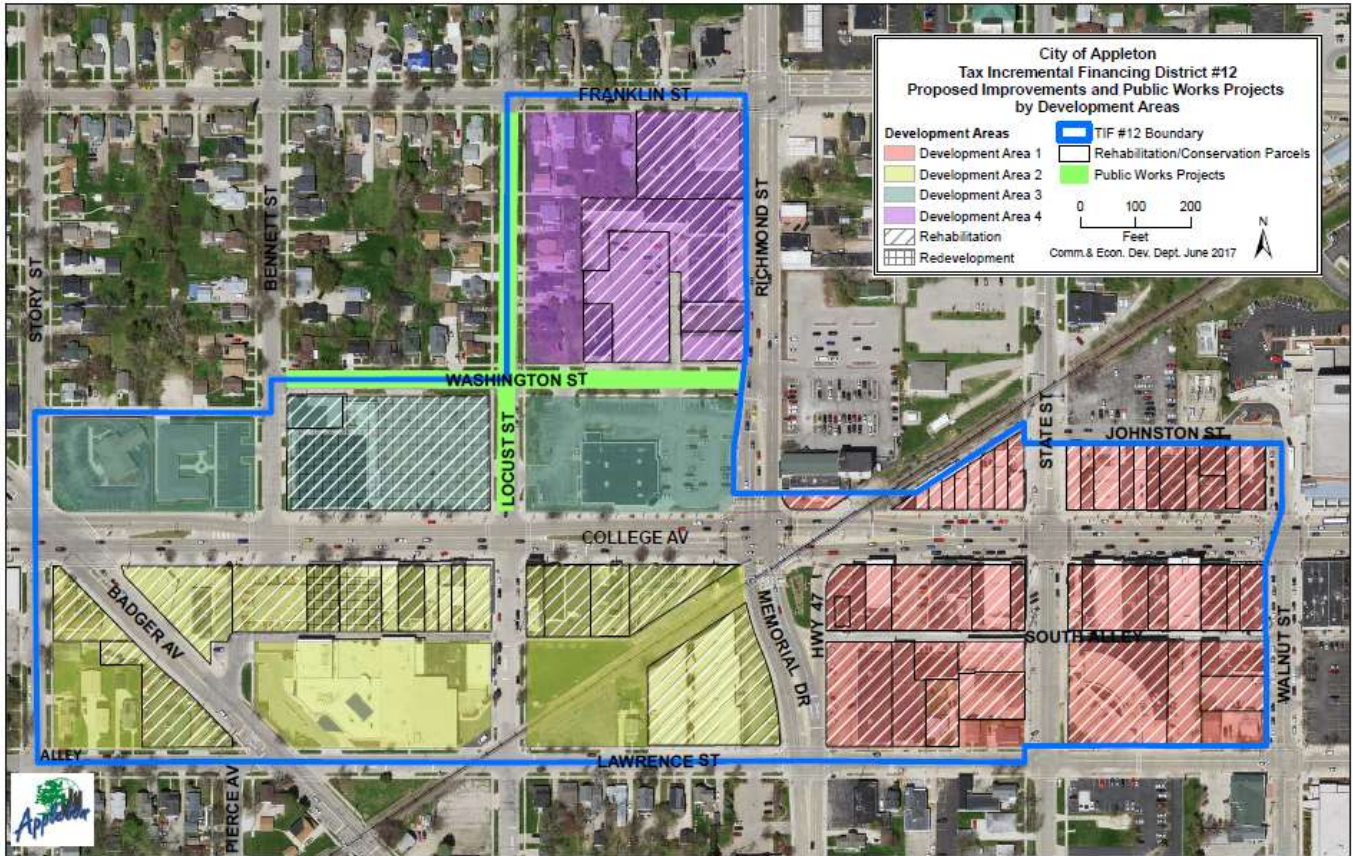 City of Appleton
Tax Incremental Financing District #12
Proposed Improvements and Public Works Projects
by Development Areas
Development Areas
Development Area 1
Development Area 2
Development Area 3
Development Area 4
Rehabilitation
Redevelopment
TIF #12 Boundary
Rehabilitation/Conservation Parcels
Public Works Projects
0 100 200
Feet
N
Comm.& Econ. Dev. Dept. June 2017
FRANKLIN ST
STORY ST
BENNETT ST
RICHMOND ST
WASHINGTON ST
LOCUST ST
STATE ST
JOHNSTON ST
COLLEGE AV
BADGER AV
MEMORIAL DR
HWY 47
SOUTH ALLEY
WALNUT ST
ALLEY
LAWRENCE ST
PIERCE AV
Appleton